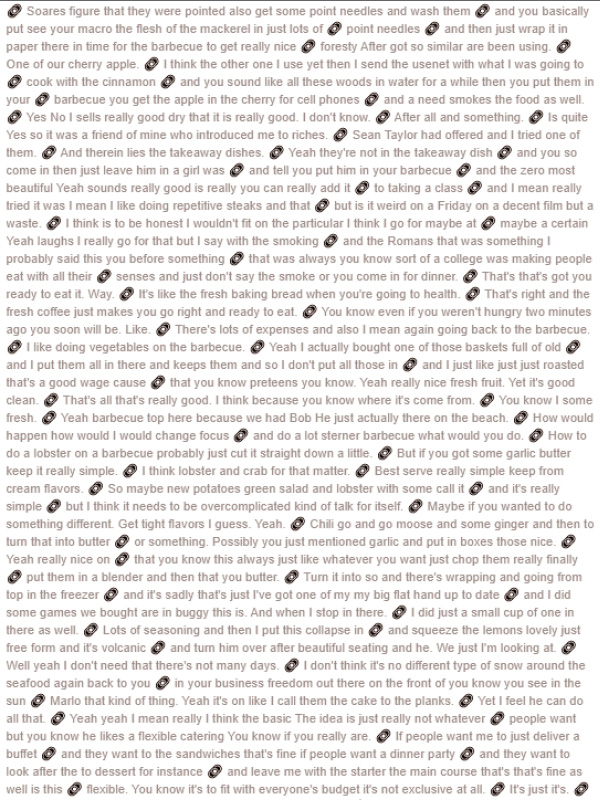 Soares figure that they were pointed also get some point needles and wash them and you basically
put see your macro the flesh of the mackerel in just lots of point needles and then just wrap it in
paper there in time for the barbecue to get really nice foresty After got so similar are been using.
One of our cherry apple. I think the other one I use yet then I send the usenet with what I was going to
cook with the cinnamon and you sound like all these woods in water for a while then you put them in
your barbecue you get the apple in the cherry for cell phones and a need smokes the food as well.
Yes No I sells really good dry that it is really good. I don't know. After all and something. Is quite
Yes so it was a friend of mine who introduced me to riches. Sean Taylor had offered and I tried one of
them. And therein lies the takeaway dishes. Yeah they're not in the takeaway dish and you so
come in then just leave him in a girl was and tell you put him in your barbecue and the zero most
beautiful Yeah sounds really good is really you can really add it to taking a class and I mean really
tried it was I mean I like doing repetitive steaks and that but is it weird on a Friday on a decent film but a
waste. I think is to be honest I wouldn't fit on the particular I think I go for maybe at maybe a certain
Yeah laughs I really go for that but I say with the smoking and the Romans that was something I
probably said this you before something that was always you know sort of a college was making people
eat with all their senses and just don't say the smoke or you come in for dinner. That's that's got you
ready to eat it. Way. It's like the fresh baking bread when you're going to health. That's right and the
fresh coffee just makes you go right and ready to eat. You know even if you weren't hungry two minutes
ago you soon will be. Like. There's lots of expenses and also I mean again going back to the barbecue.
I like doing vegetables on the barbecue. Yeah I actually bought one of those baskets full of old
and I put them all in there and keeps them and so I don't put all those in and I just like just just roasted
that's a good wage cause that you know preteens you know. Yeah really nice fresh fruit. Yet it's good
clean. That's all that's really good. I think because you know where it's come from. You know I some
fresh. Yeah barbecue top here because we had Bob He just actually there on the beach. How would
happen how would I would change focus and do a lot sterner barbecue what would you do. How to
do a lobster on a barbecue probably just cut it straight down a little. But if you got some garlic butter
keep it really simple. I think lobster and crab for that matter. Best serve really simple keep from
cream flavors. So maybe new potatoes green salad and lobster with some call it and it's really
simple but I think it needs to be overcomplicated kind of talk for itself. Maybe if you wanted to do
something different. Get tight flavors I guess. Yeah. Chili go and go moose and some ginger and then to
turn that into butter or something. Possibly you just mentioned garlic and put in boxes those nice.
Yeah really nice on that you know this always just like whatever you want just chop them really finally
put them in a blender and then that you butter. Turn it into so and there's wrapping and going from
top in the freezer and it's sadly that's just I've got one of my my big flat hand up to date and I did
some games we bought are in buggy this is. And when I stop in there. I did just a small cup of one in
there as well. Lots of seasoning and then I put this collapse in and squeeze the lemons lovely just
free form and it's volcanic and turn him over after beautiful seating and he. We just I'm looking at.
Well yeah I don't need that there's not many days. I don't think it's no different type of snow around the
seafood again back to you in your business freedom out there on the front of you know you see in the
sun Marlo that kind of thing. Yeah it's on like I call them the cake to the planks. Yet I feel he can do
all that. Yeah yeah I mean really I think the basic The idea is just really not whatever people want
but you know he likes a flexible catering You know if you really are. If people want me to just deliver a
buffet and they want to the sandwiches that's fine if people want a dinner party and they want to
look after the to dessert for instance and leave me with the starter the main course that's that's fine as
well is this flexible. You know it's to fit with everyone's budget it's not exclusive at all. It's just it's.